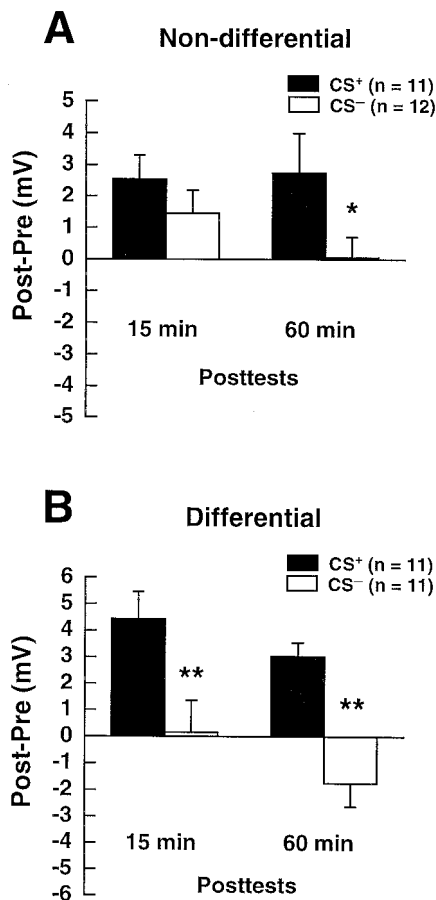 A
Non-differential
CS⁺ (n = 11)
CS⁻ (n = 12)
Post-Pre (mV)
5
4
3
2
1
0
-1
-2
-3
-4
-5
*
15 min 60 min
Posttests
B
Differential
CS⁺ (n = 11)
CS⁻ (n = 11)
Post-Pre (mV)
6
5
4
3
2
1
0
-1
-2
-3
-4
-5
-6
** **
15 min 60 min
Posttests